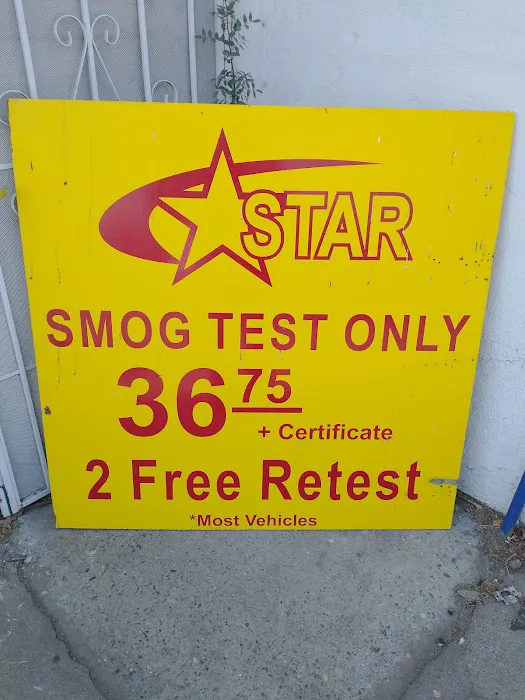 STAR
SMOG TEST ONLY
36 75
+ Certificate
2 Free Retest
*Most Vehicles